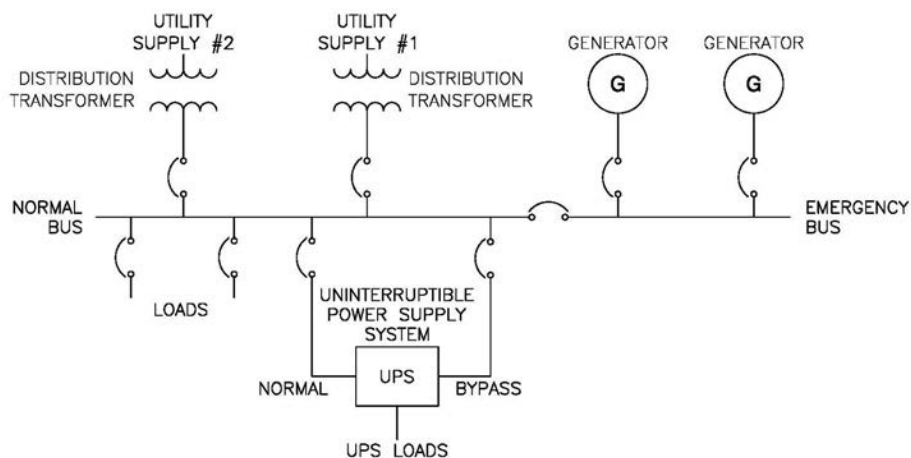 UTILITY
SUPPLY #2
UTILITY
SUPPLY #1
GENERATOR
GENERATOR
DISTRIBUTION
TRANSFORMER
DISTRIBUTION
TRANSFORMER
G
G
NORMAL
BUS
EMERGENCY
BUS
LOADS
UNINTERRUPTIBLE
POWER SUPPLY
SYSTEM
NORMAL
UPS
BYPASS
UPS LOADS